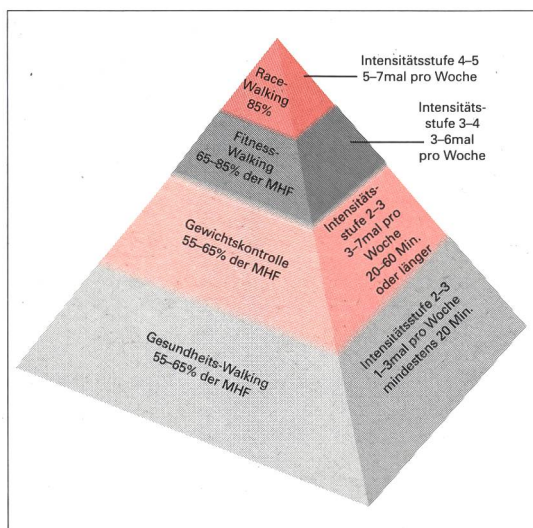 Race-
Walking
85%
Intensitätsstufe 4–5
5–7mal pro Woche
Fitness-
Walking
65–85% der MHF
Intensitäts-
stufe 3–4
3–6mal
pro Woche
Gewichtskontrolle
55–65% der MHF
Intensitäts-
stufe 2–3
3–7mal pro
Woche
20–60 Min.
oder länger
Gesundheits-Walking
55–65% der MHF
Intensitätsstufe 2–3
1–3mal pro Woche
mindestens 20 Min.